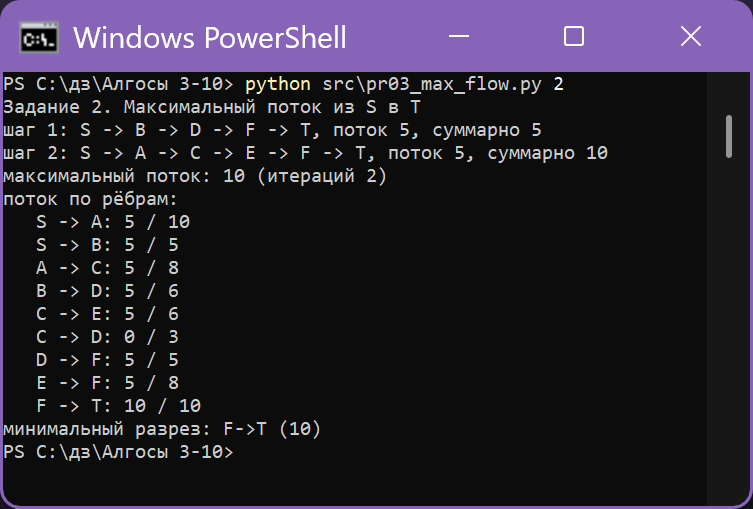 Windows PowerShell
PS C:\дз\Алгосы 3-10> python src\pr03_max_flow.py 2
Задание 2. Максимальный поток из S в T
шаг 1: S -> B -> D -> F -> T, поток 5, суммарно 5
шаг 2: S -> A -> C -> E -> F -> T, поток 5, суммарно 10
максимальный поток: 10 (итераций 2)
поток по рёбрам:
   S -> A: 5 / 10
   S -> B: 5 / 5
   A -> C: 5 / 8
   B -> D: 5 / 6
   C -> E: 5 / 6
   C -> D: 0 / 3
   D -> F: 5 / 5
   E -> F: 5 / 8
   F -> T: 10 / 10
минимальный разрез: F->T (10)
PS C:\дз\Алгосы 3-10>